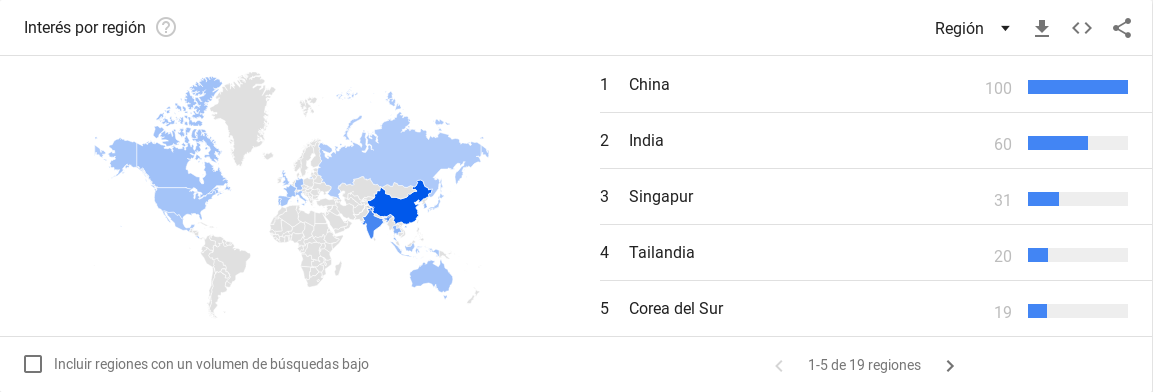 Interés por región ?
Región
1 China 100
2 India 60
3 Singapur 31
4 Tailandia 20
5 Corea del Sur 19
Incluir regiones con un volumen de búsquedas bajo
1-5 de 19 regiones